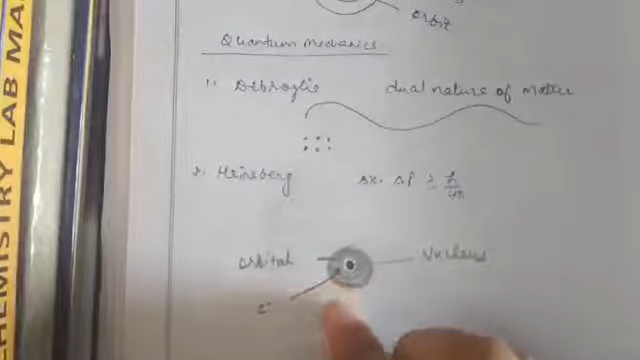 orbit
Quantum mechanics
1. Debroglie dual nature of matter
2. Heinsberg Δx. ΔP ≥ h/4π
orbital Nucleus
e-
CHEMISTRY LAB MA